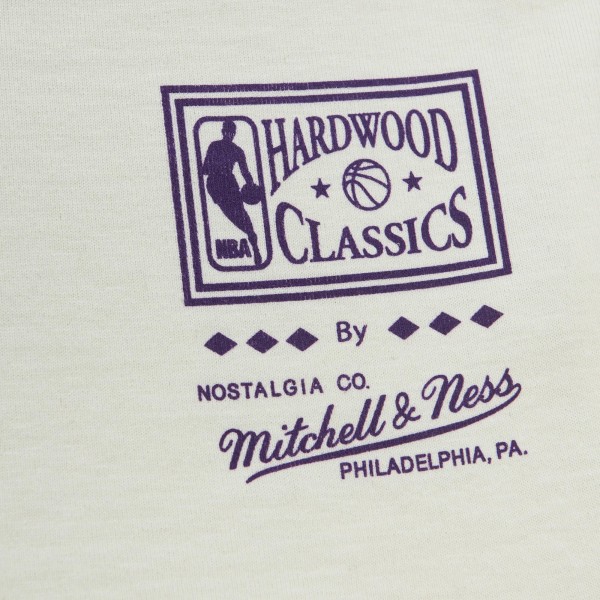 HARDWOOD
CLASSICS
NBA
By
NOSTALGIA CO.
Mitchell & Ness
PHILADELPHIA, PA.